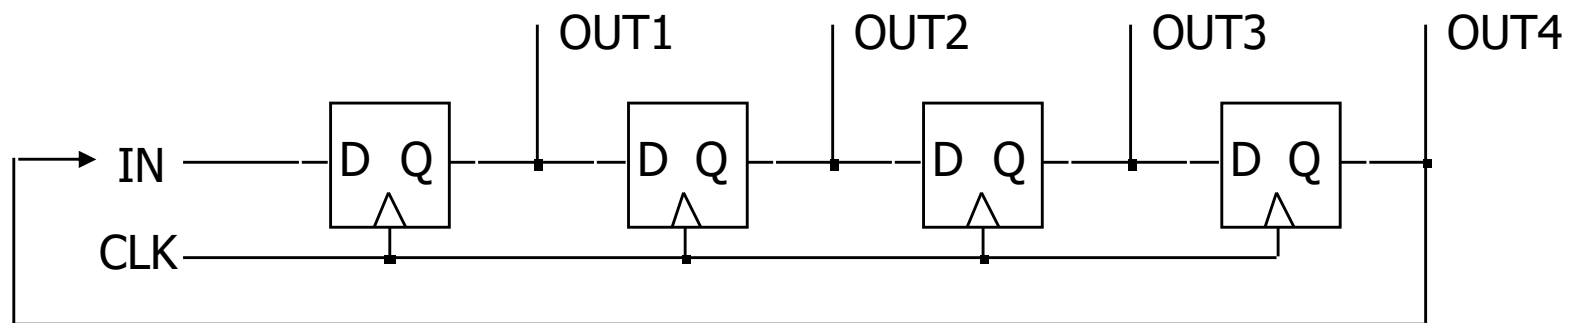 OUT1 OUT2 OUT3 OUT4
IN D Q D Q D Q D Q
CLK